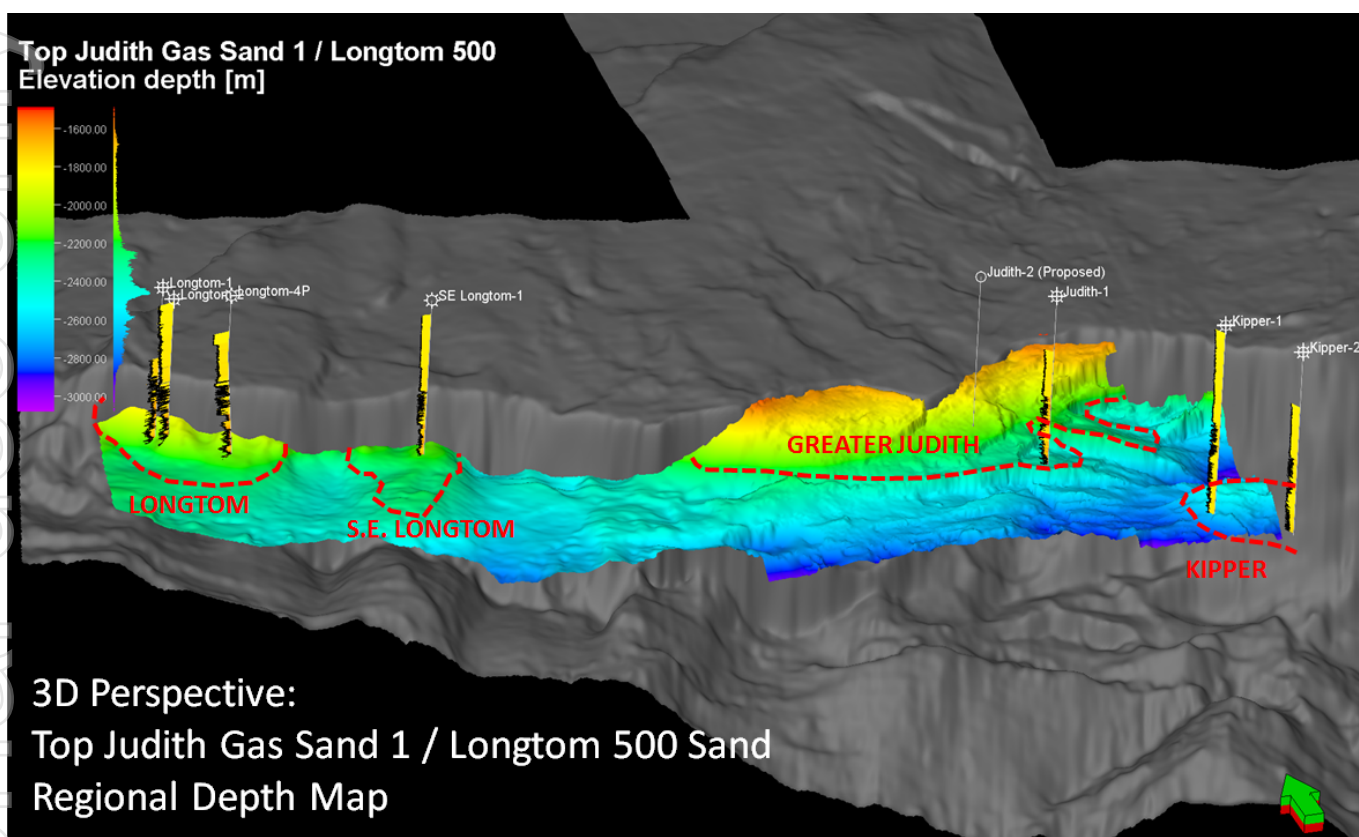 Top Judith Gas Sand 1 / Longtom 500
Elevation depth [m]
-1600.00
-1800.00
-2000.00
-2200.00
-2400.00
-2600.00
-2800.00
-3000.00
Longtom-1
Longtom-4P
SE Longtom-1
Judith-2 (Proposed)
Judith-1
Kipper-1
Kipper-2
GREATER JUDITH
LONGTOM
S.E. LONGTOM
KIPPER
3D Perspective:
Top Judith Gas Sand 1 / Longtom 500 Sand
Regional Depth Map